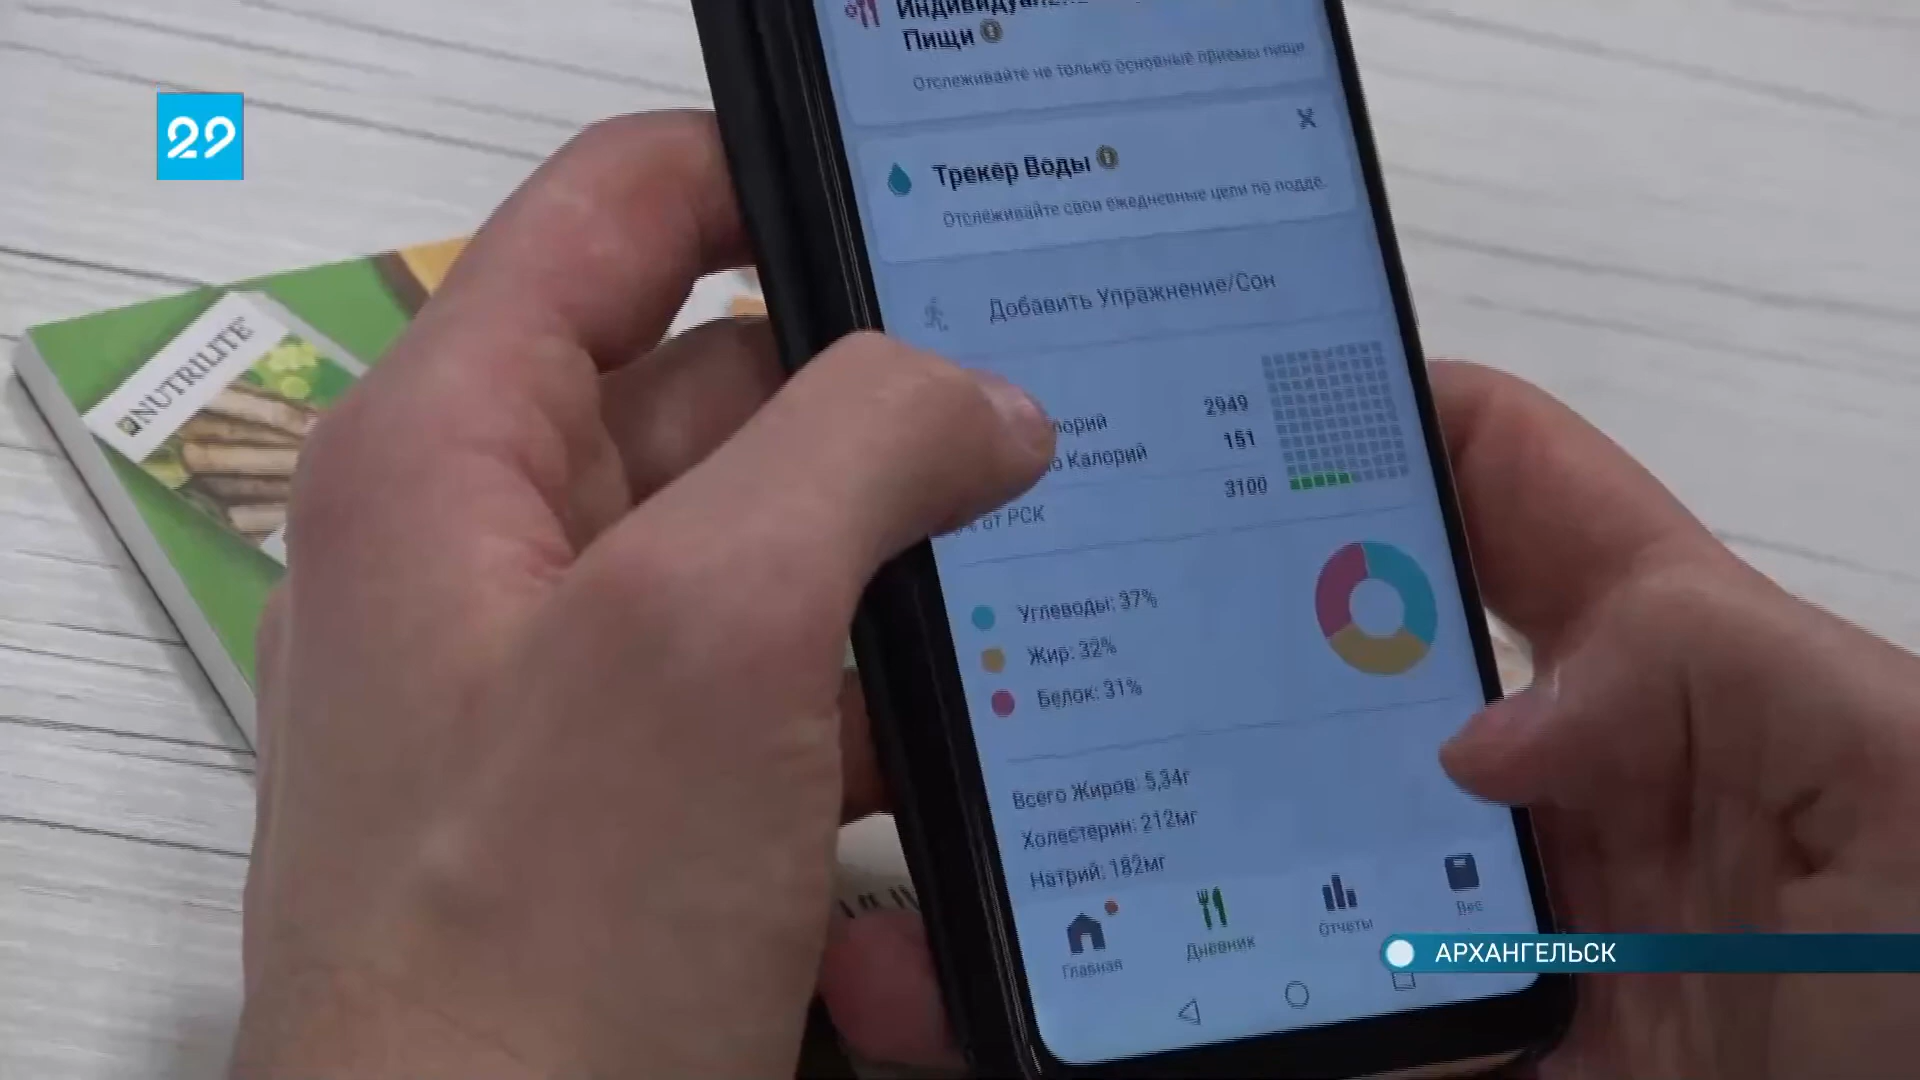 Пищи
Отслеживайте не только основные приемы пищи
29
Трекер Воды
Отслеживайте свои ежедневные цели по подде.
Добавить Упражнение/Сон
NUTRILITE
лорий 2949
о Калорий 151
% от РСК 3100
Углеводы: 37%
Жир: 32%
Белок: 31%
Всего Жиров: 5,34г
Холестерин: 212мг
Натрий: 182мг
Главная
Дневник
Отчеты
Вес
АРХАНГЕЛЬСК